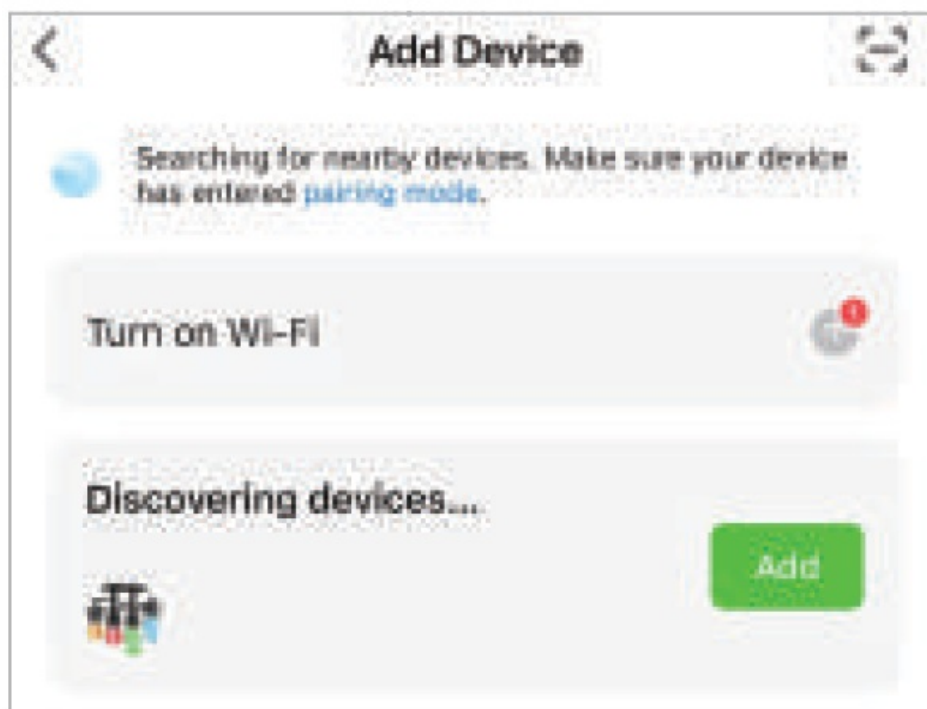 Add Device
Searching for nearby devices. Make sure your device
has entered pairing mode.
Turn on Wi-Fi
Discovering devices...
Add